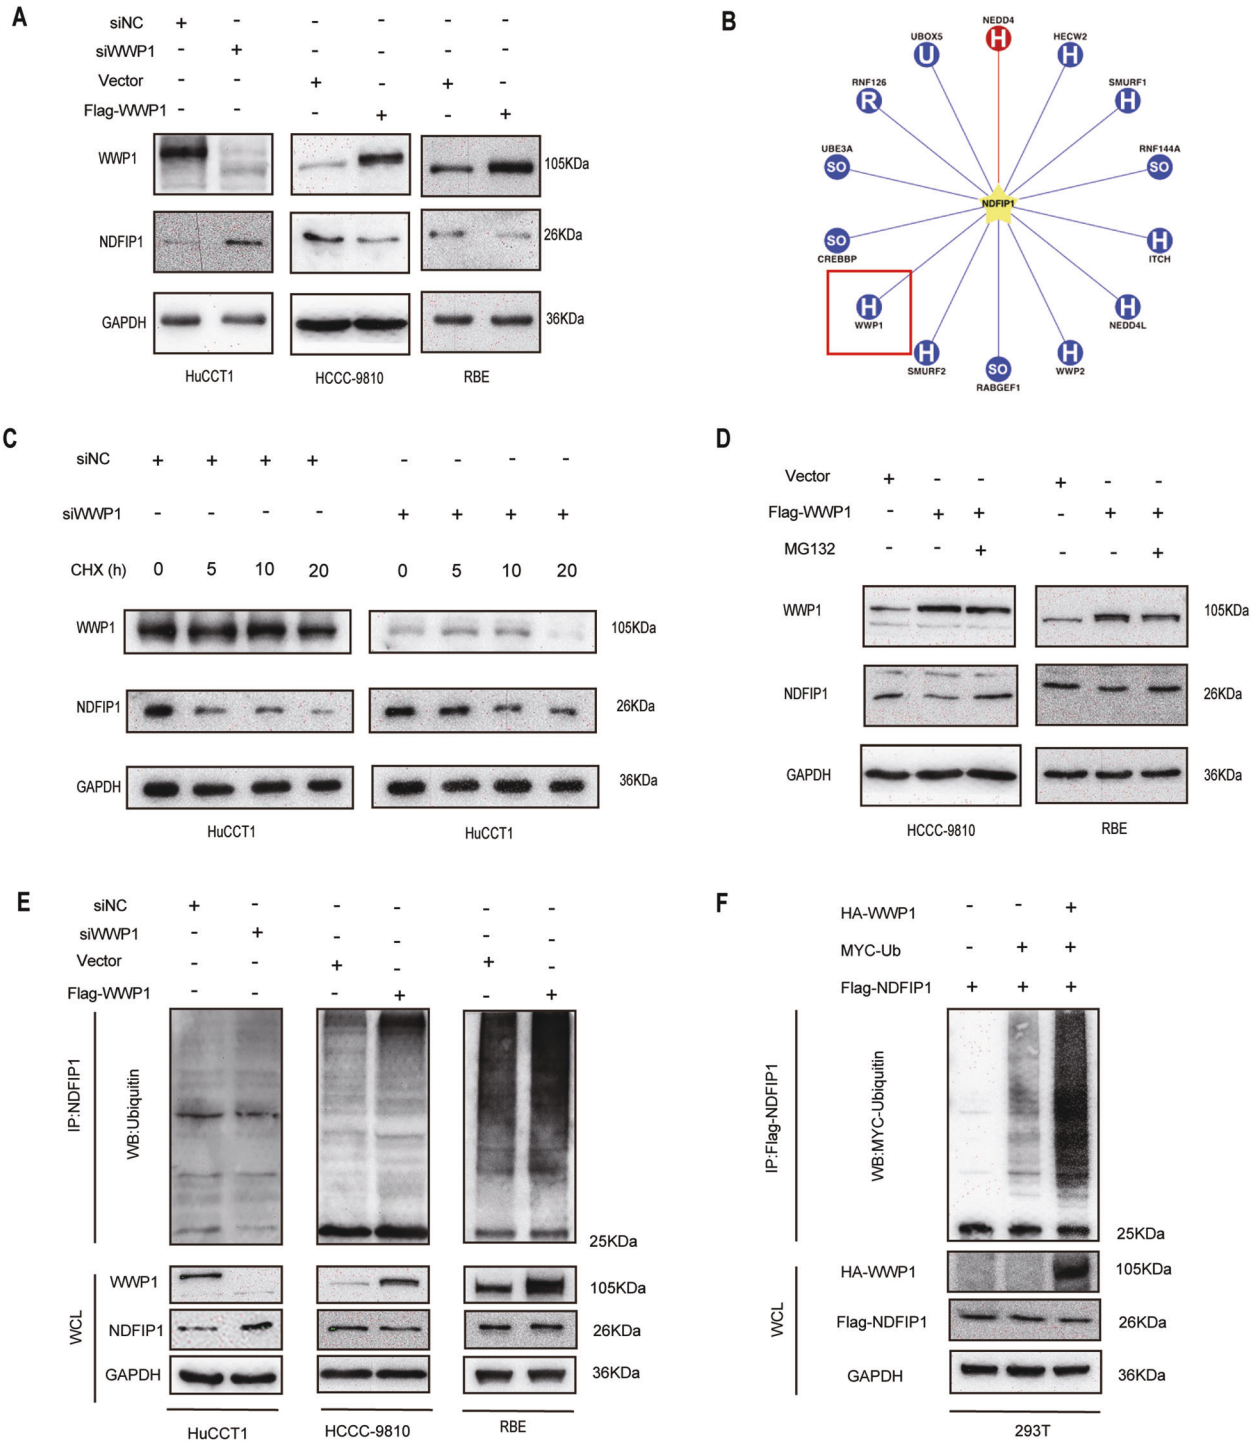 A
siNC + - - - - -
siWWP1 - + - - - -
Vector - - + - + -
Flag-WWP1 - - - + - +
WWP1 105KDa
NDFIP1 26KDa
GAPDH 36KDa
HuCCT1 HCCC-9810 RBE
B
NEDD4
H
UBOX5
U
HECW2
H
RNF126
R
SMURF1
H
UBE3A
SO
RNF144A
SO
NDFIP1
SO
CREBBP
H
ITCH
H
WWP1
H
NEDD4L
H
SMURF2
SO
RABGEF1
H
WWP2
C
siNC + + + + - - - -
siWWP1 - - - - + + + +
CHX (h) 0 5 10 20 0 5 10 20
WWP1 105KDa
NDFIP1 26KDa
GAPDH 36KDa
HuCCT1 HuCCT1
D
Vector + - - + - -
Flag-WWP1 - + + - + +
MG132 - - + - - +
WWP1 105KDa
NDFIP1 26KDa
GAPDH 36KDa
HCCC-9810 RBE
E
siNC + - - - - -
siWWP1 - + - - - -
Vector - - + - + -
Flag-WWP1 - - - + - +
IP:NDFIP1
WB:Ubiquitin
25KDa
WCL
WWP1 105KDa
NDFIP1 26KDa
GAPDH 36KDa
HuCCT1 HCCC-9810 RBE
F
HA-WWP1 - - +
MYC-Ub - + +
Flag-NDFIP1 + + +
IP:Flag-NDFIP1
WB:MYC-Ubiquitin
25KDa
WCL
HA-WWP1 105KDa
Flag-NDFIP1 26KDa
GAPDH 36KDa
293T